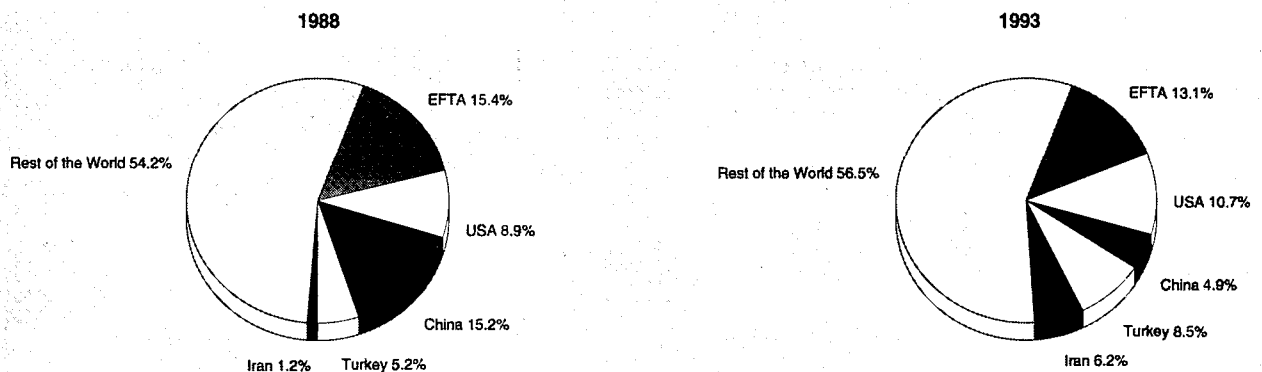 1988
EFTA 15.4%
Rest of the World 54.2%
USA 8.9%
China 15.2%
Iran 1.2%
Turkey 5.2%
1993
EFTA 13.1%
Rest of the World 56.5%
USA 10.7%
China 4.9%
Turkey 8.5%
Iran 6.2%